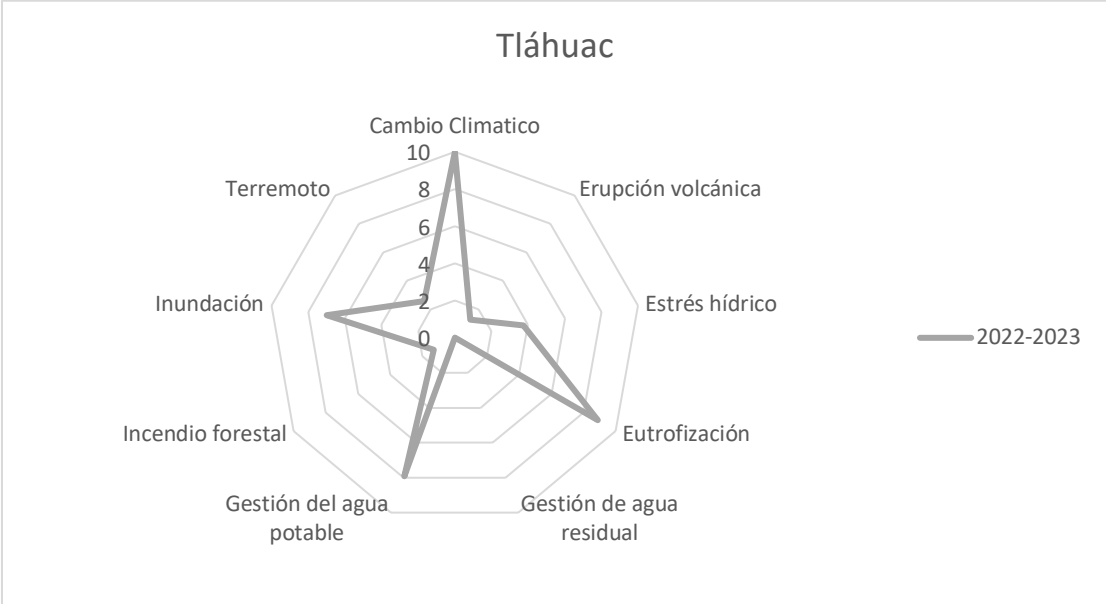 Tláhuac
Cambio Climatico
10
8
6
4
2
0
Erupción volcánica
Estrés hídrico
Eutrofización
Gestión de agua
residual
Gestión del agua
potable
Incendio forestal
Inundación
Terremoto
2022-2023